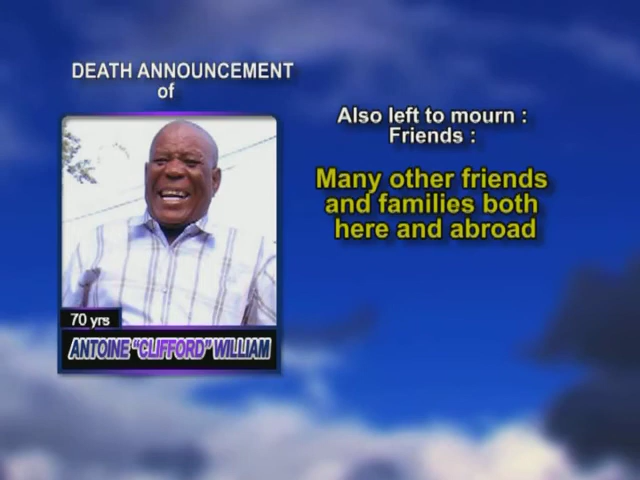 DEATH ANNOUNCEMENT
of
70 yrs
ANTOINE "CLIFFORD" WILLIAM
Also left to mourn :
Friends :
Many other friends
and families both
here and abroad